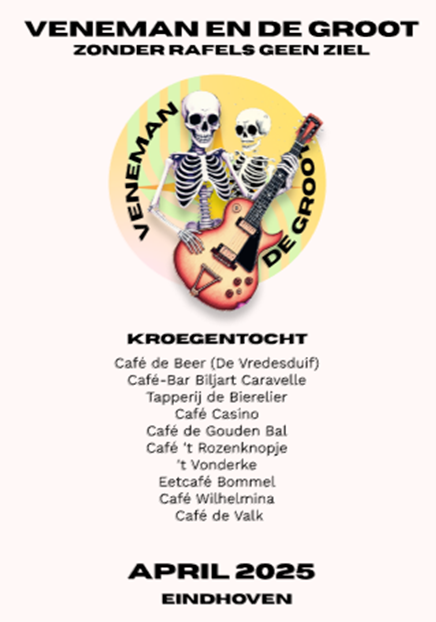 VENEMAN EN DE GROOT
ZONDER RAFELS GEEN ZIEL
VENEMAN
DE GROOT
KROEGENTOCHT
Café de Beer (De Vredesduif)
Café-Bar Biljart Caravelle
Tapperij de Bierelier
Café Casino
Café de Gouden Bal
Café 't Rozenknopje
't Vonderke
Eetcafé Bommel
Café Wilhelmina
Café de Valk
APRIL 2025
EINDHOVEN